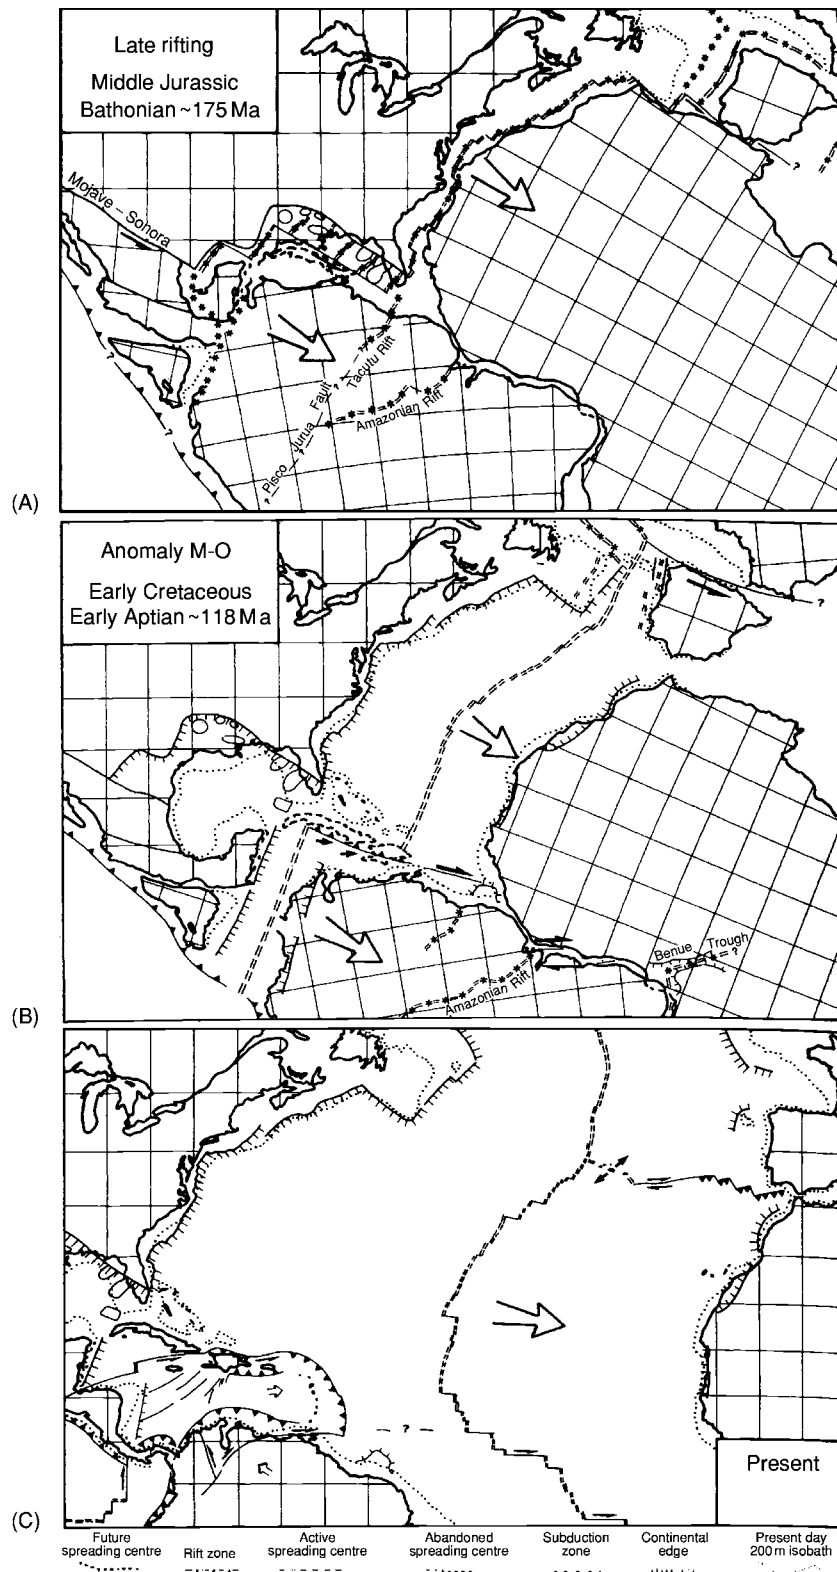 Late rifting
Middle Jurassic
Bathonian ~175 Ma
Mojave – Sonora
?
?
?
Pisco – Jurua – Fault
?
Tacutu Rift
Amazonian Rift
?
(A)
Anomaly M-O
Early Cretaceous
Early Aptian ~118 Ma
?
Benue Trough
?
Amazonian Rift
(B)
?
Present
(C)
Future
spreading centre
Rift zone
Active
spreading centre
Abandoned
spreading centre
Subduction
zone
Continental
edge
Present day
200 m isobath